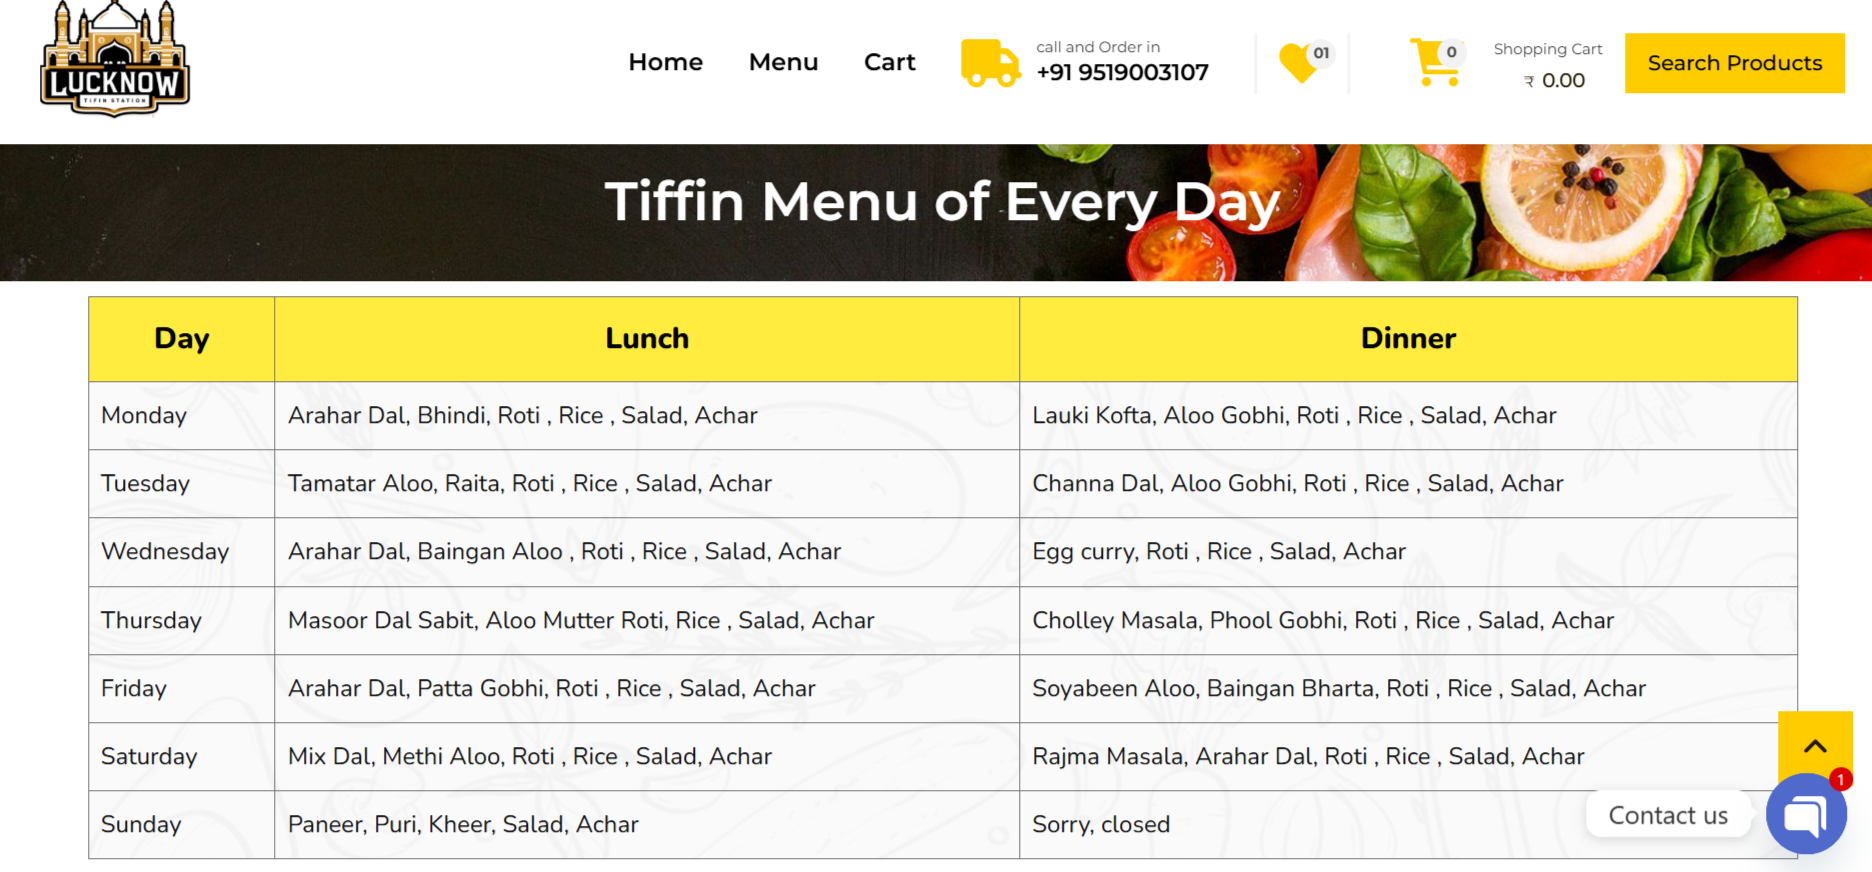 LUCKNOW
TIFIN STATION
Home Menu Cart
call and Order in
+91 9519003107
01
0
Shopping Cart
₹ 0.00
Search Products
Tiffin Menu of Every Day
Day Lunch Dinner
Monday Arahar Dal, Bhindi, Roti , Rice , Salad, Achar Lauki Kofta, Aloo Gobhi, Roti , Rice , Salad, Achar
Tuesday Tamatar Aloo, Raita, Roti , Rice , Salad, Achar Channa Dal, Aloo Gobhi, Roti , Rice , Salad, Achar
Wednesday Arahar Dal, Baingan Aloo , Roti , Rice , Salad, Achar Egg curry, Roti , Rice , Salad, Achar
Thursday Masoor Dal Sabit, Aloo Mutter Roti, Rice , Salad, Achar Cholley Masala, Phool Gobhi, Roti , Rice , Salad, Achar
Friday Arahar Dal, Patta Gobhi, Roti , Rice , Salad, Achar Soyabeen Aloo, Baingan Bharta, Roti , Rice , Salad, Achar
Saturday Mix Dal, Methi Aloo, Roti , Rice , Salad, Achar Rajma Masala, Arahar Dal, Roti , Rice , Salad, Achar
Sunday Paneer, Puri, Kheer, Salad, Achar Sorry, closed
1
Contact us